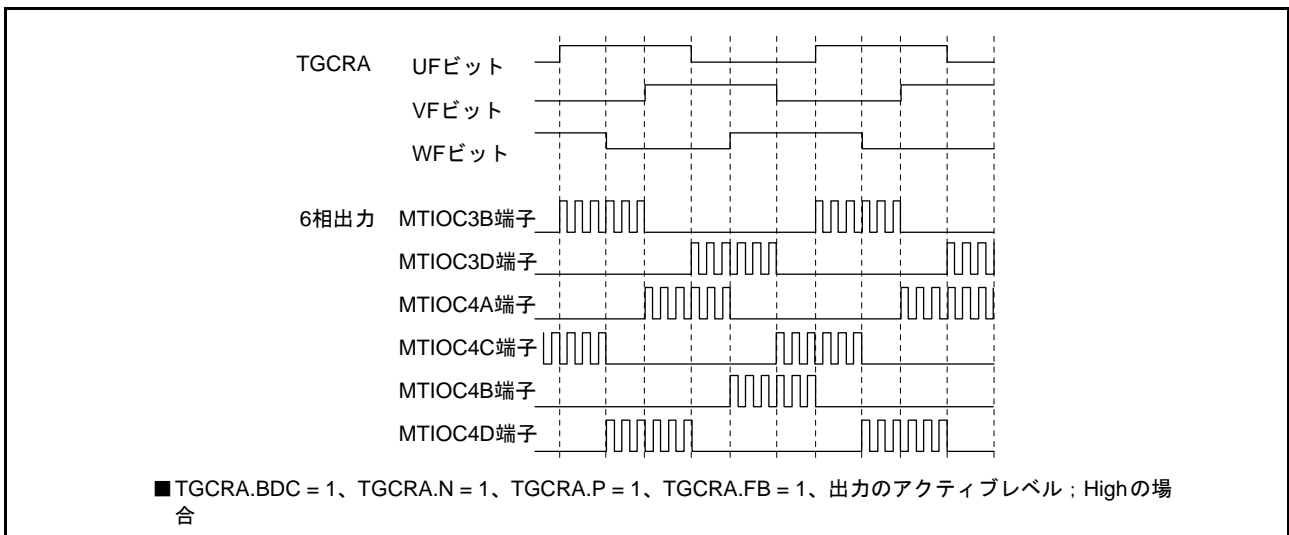 TGCRA UFビット
VFビット
WFビット
6相出力 MTIOC3B端子
MTIOC3D端子
MTIOC4A端子
MTIOC4C端子
MTIOC4B端子
MTIOC4D端子
■TGCRA.BDC = 1、TGCRA.N = 1、TGCRA.P = 1、TGCRA.FB = 1、出力のアクティブレベル ; Highの場
合